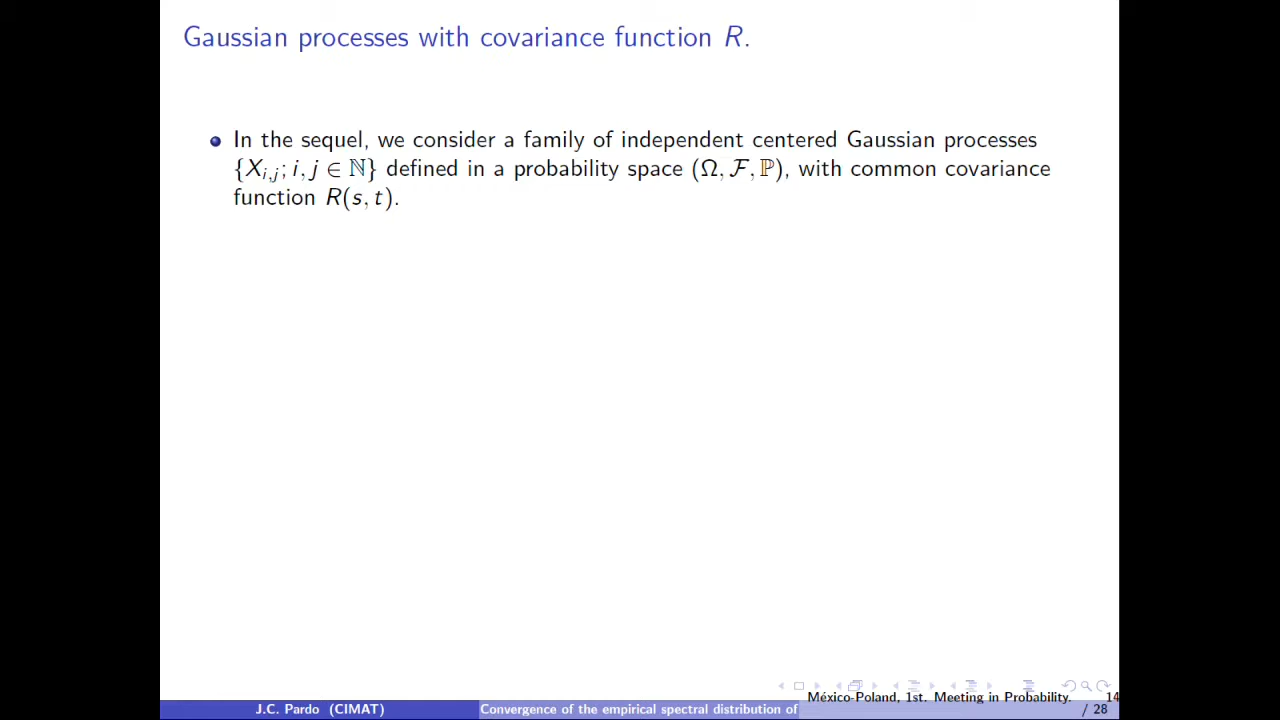 Gaussian processes with covariance function R.
In the sequel, we consider a family of independent centered Gaussian processes
{X_{i,j}; i, j ∈ ℕ} defined in a probability space (Ω, ℱ, ℙ), with common covariance
function R(s, t).
México-Poland, 1st. Meeting in Probability. 14
J.C. Pardo (CIMAT) Convergence of the empirical spectral distribution of / 28